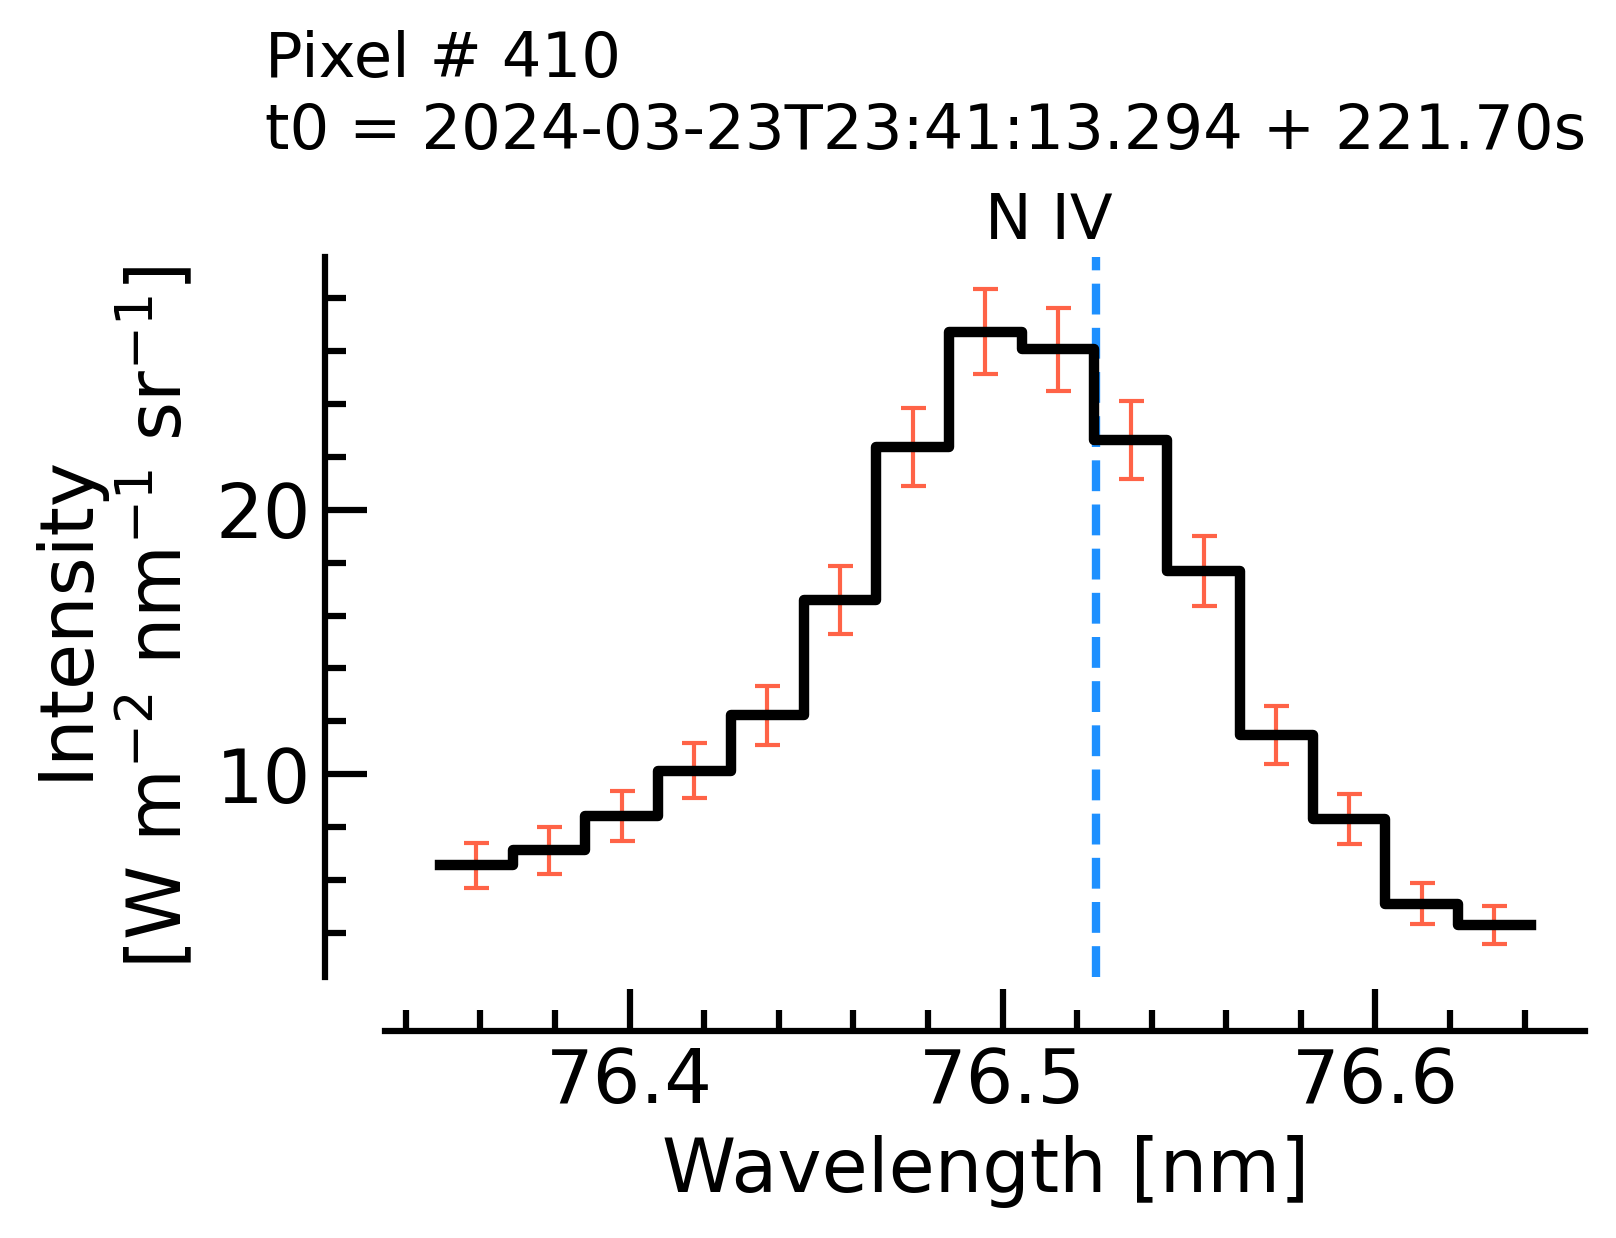 Pixel # 410
t0 = 2024-03-23T23:41:13.294 + 221.70s
N IV
Intensity
[W m⁻² nm⁻¹ sr⁻¹]
20
10
76.4 76.5 76.6
Wavelength [nm]